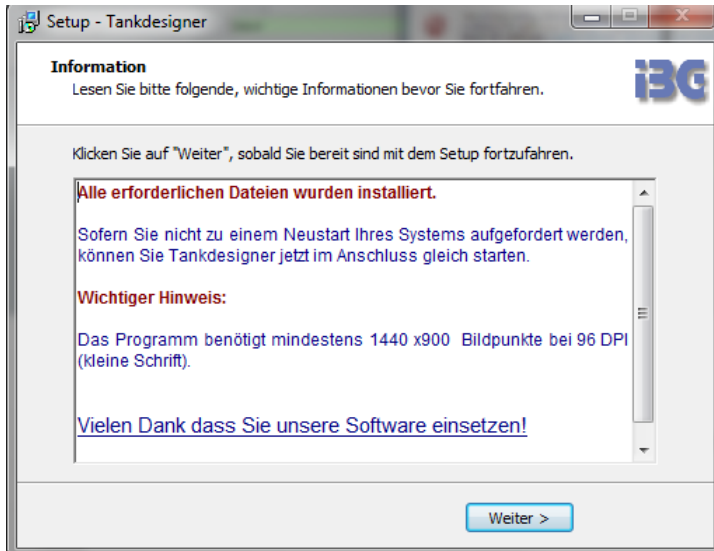 Setup - Tankdesigner
Information
Lesen Sie bitte folgende, wichtige Informationen bevor Sie fortfahren.
i3G
Klicken Sie auf "Weiter", sobald Sie bereit sind mit dem Setup fortzufahren.
Alle erforderlichen Dateien wurden installiert.
Sofern Sie nicht zu einem Neustart Ihres Systems aufgefordert werden,
können Sie Tankdesigner jetzt im Anschluss gleich starten.
Wichtiger Hinweis:
Das Programm benötigt mindestens 1440 x900 Bildpunkte bei 96 DPI
(kleine Schrift).
Vielen Dank dass Sie unsere Software einsetzen!
Weiter >